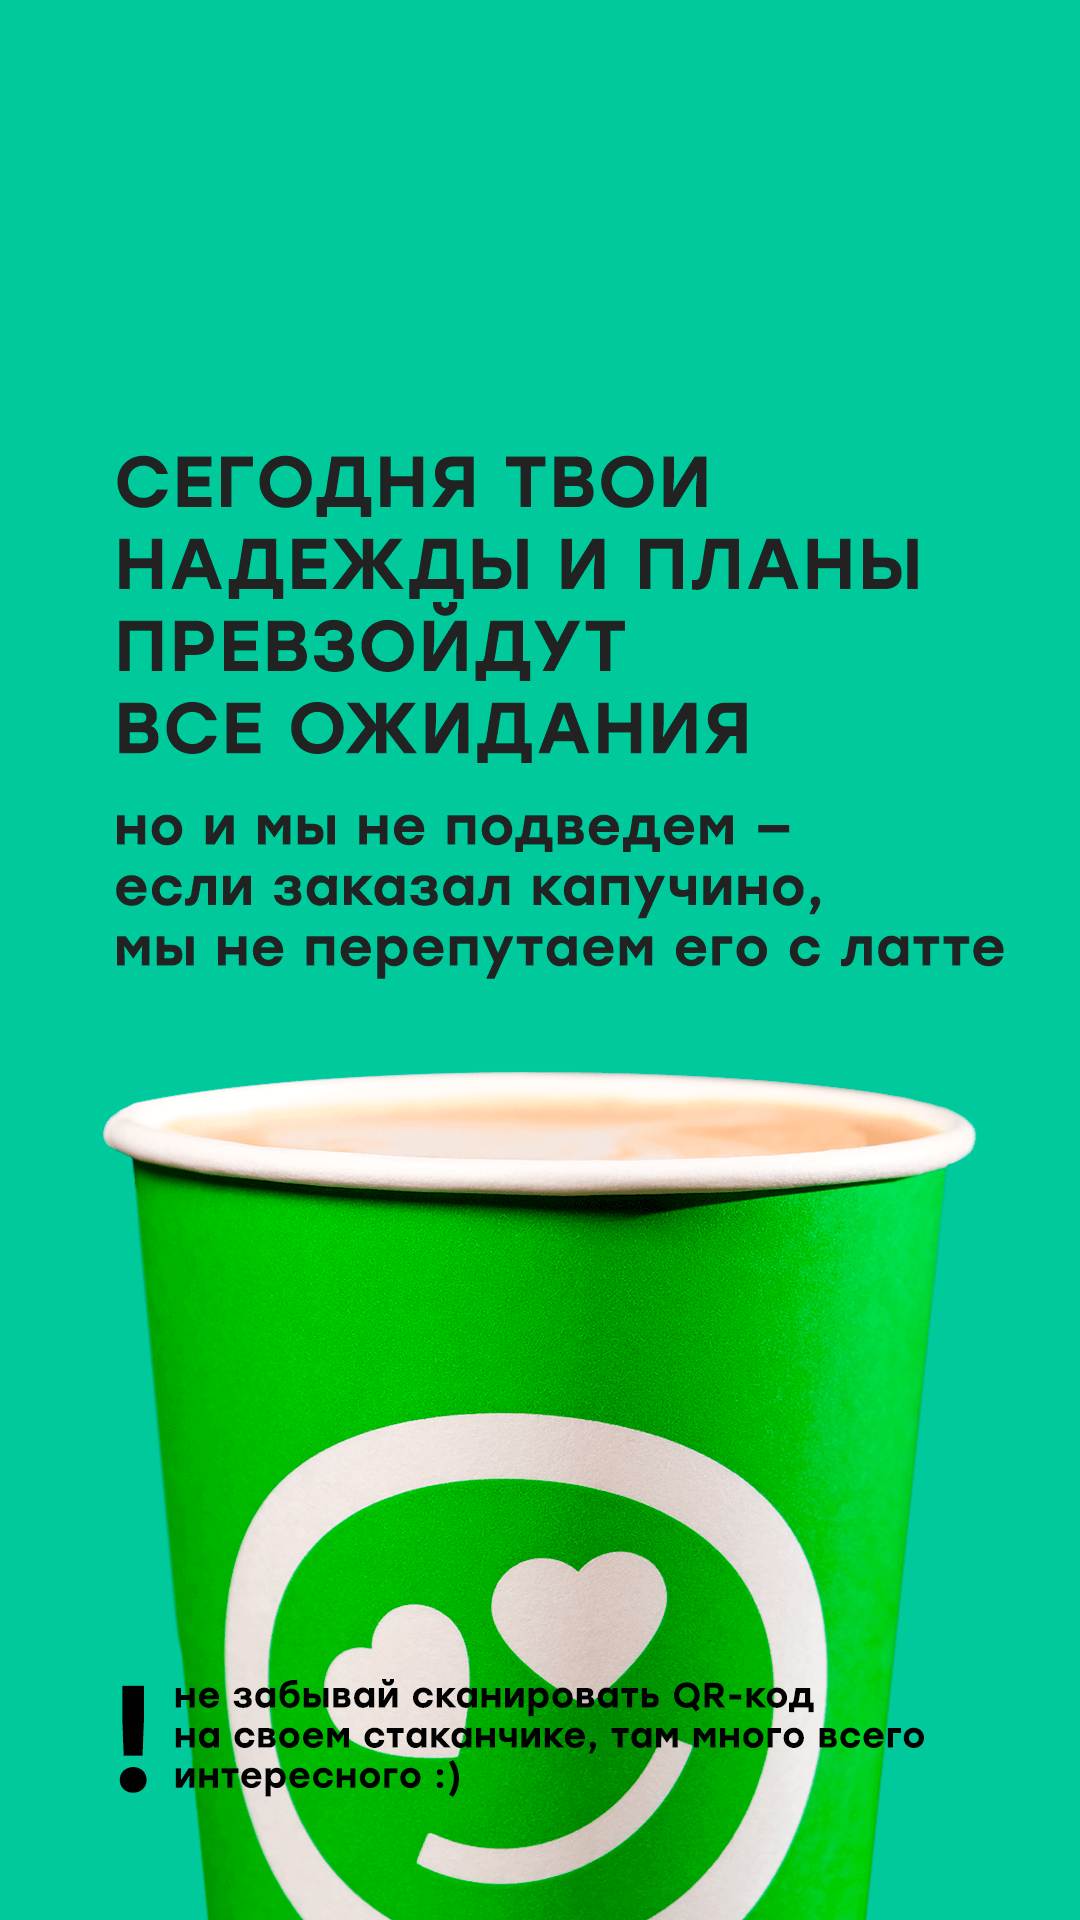 СЕГОДНЯ ТВОИ
НАДЕЖДЫ И ПЛАНЫ
ПРЕВЗОЙДУТ
ВСЕ ОЖИДАНИЯ
но и мы не подведем –
если заказал капучино,
мы не перепутаем его с латте
! не забывай сканировать QR-код
на своем стаканчике, там много всего
интересного :)